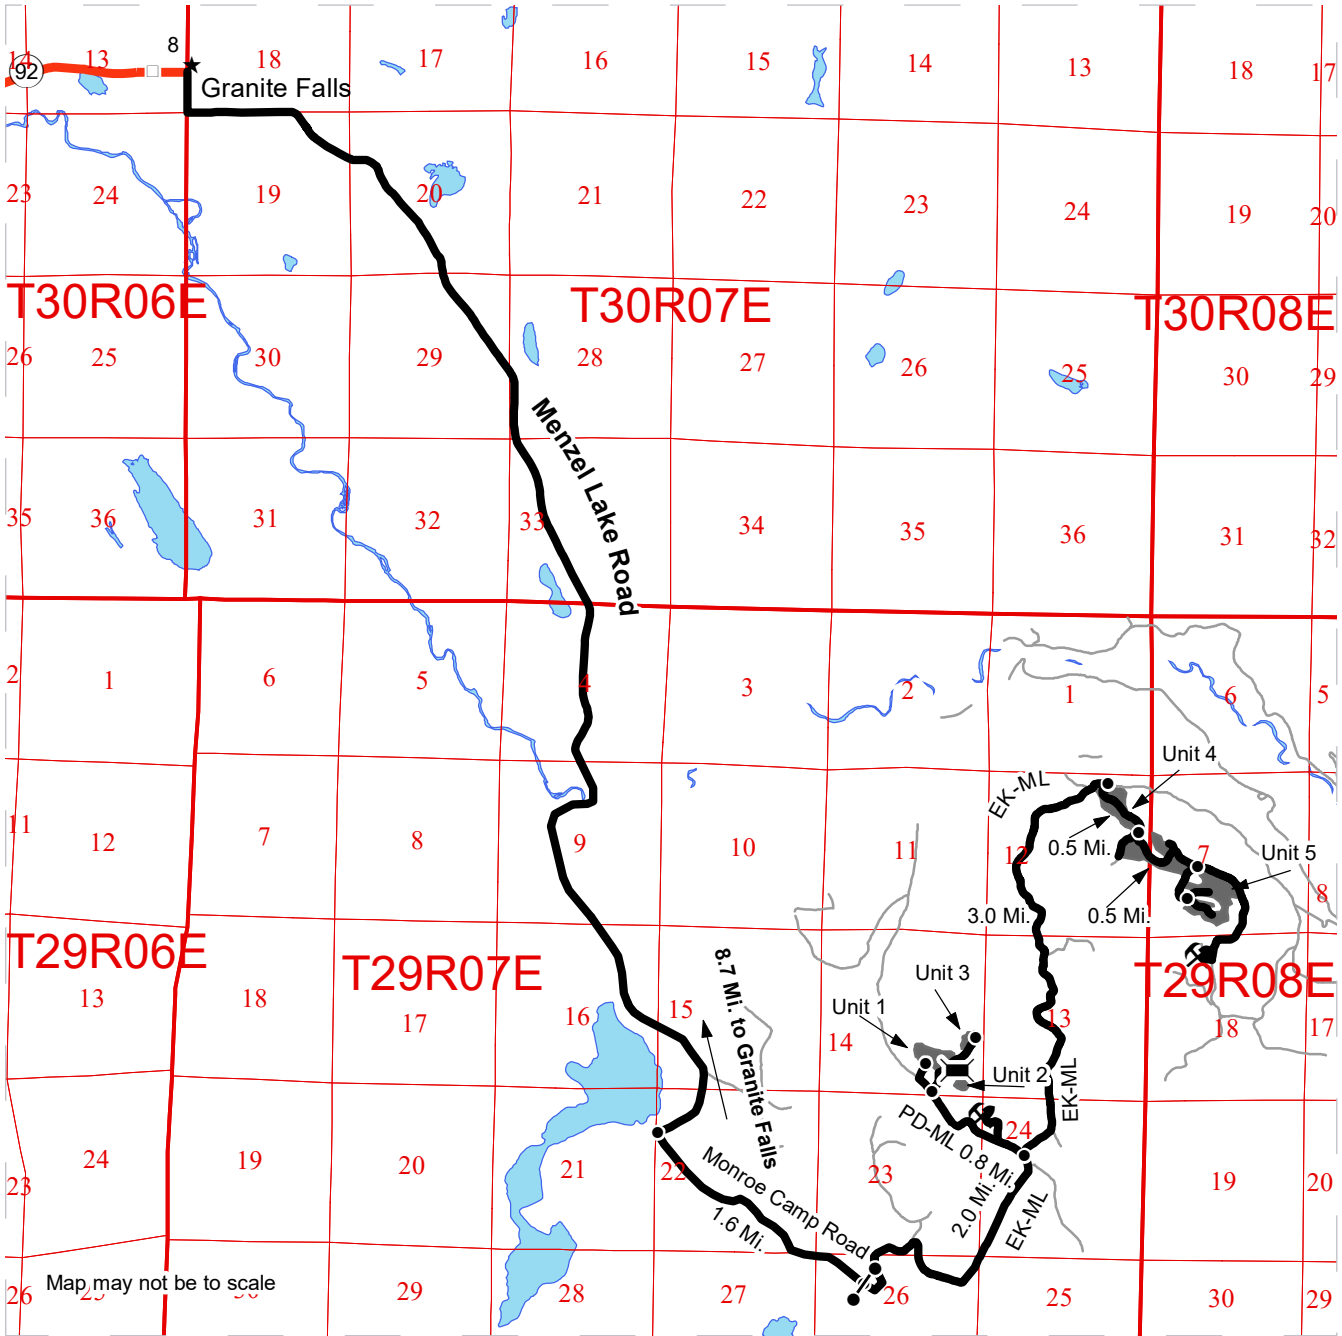 8
14 13 18 17 16 15 14 13 18 17
92
Granite Falls
23 24 19 20 21 22 23 24 19 20
T30R06E T30R07E T30R08E
26 25 30 29 28 27 26 25 30 29
Menzel Lake Road
35 36 31 32 33 34 35 36 31 32
2 1 6 5 4 3 2 1 6 5
Unit 4
EK-ML
11 12 7 8 9 10 11 12 7 8
0.5 Mi.
Unit 5
3.0 Mi.
0.5 Mi.
T29R06E T29R07E T29R08E
8.7 Mi. to Granite Falls
Unit 3
Unit 1
13 18 17 16 15 14 13 18 17
Unit 2
EK-ML
PD-ML 0.8 Mi.
23 24 19 20 21 22 23 24 19 20
Monroe Camp Road
1.6 Mi.
2.0 Mi.
EK-ML
Map may not be to scale
26 25 30 29 28 27 26 25 30 29